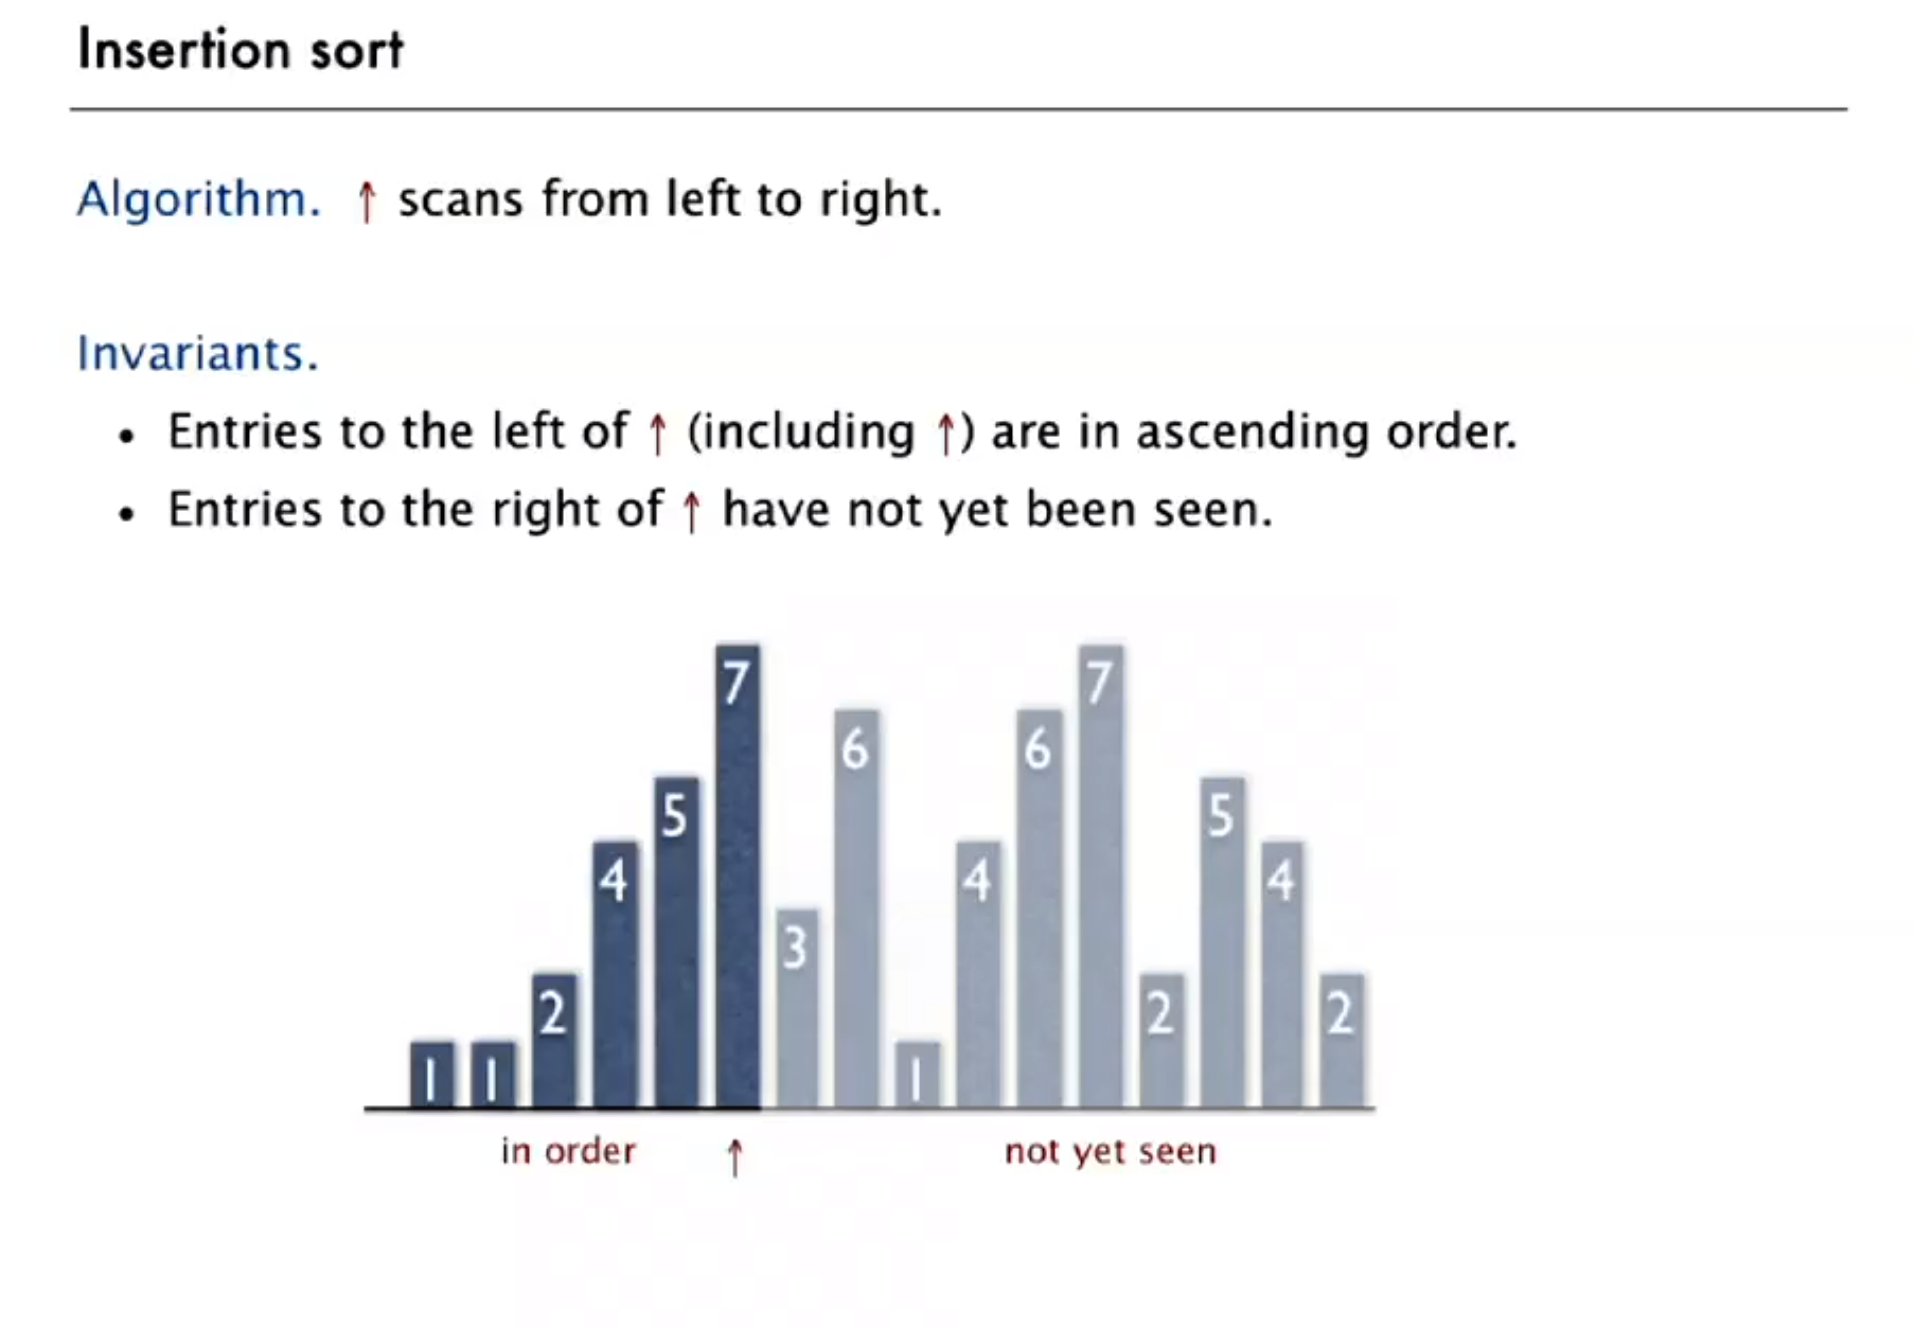 Insertion sort
Algorithm. ↑ scans from left to right.
Invariants.
• Entries to the left of ↑ (including ↑) are in ascending order.
• Entries to the right of ↑ have not yet been seen.
1 1 2 4 5 7 3 6 1 4 6 7 2 5 4 2
in order ↑ not yet seen